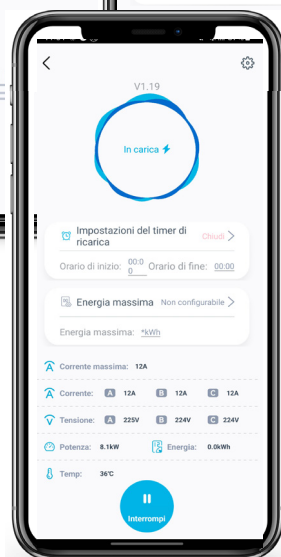 V1.19
In carica
Impostazioni del timer di
ricarica
Chiudi
Orario di inizio: 00:0
0
Orario di fine: 00:00
Energia massima Non configurabile
Energia massima: *kWh
Corrente massima: 12A
Corrente: A 12A B 12A C 12A
Tensione: A 225V B 224V C 224V
Potenza: 8.1kW Energia: 0.0kWh
Temp: 36℃
Interrompi